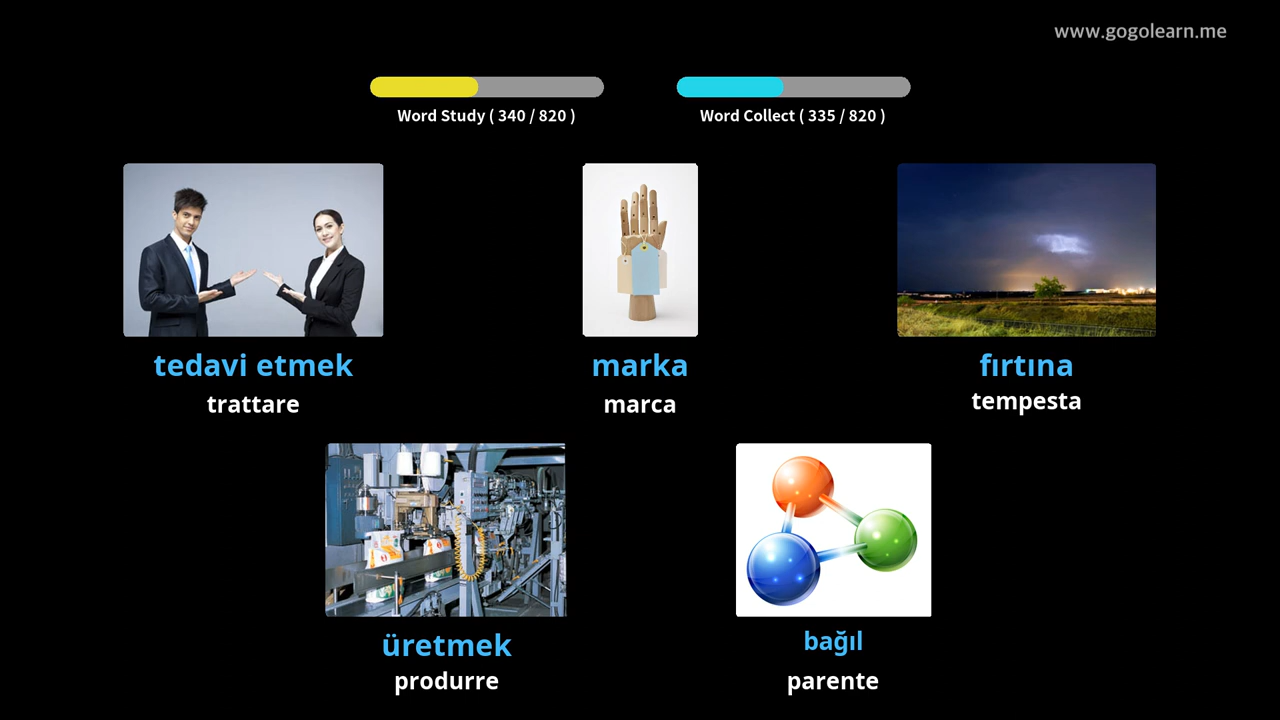 www.gogolearn.me
Word Study ( 340 / 820 )
Word Collect ( 335 / 820 )
tedavi etmek
trattare
marka
marca
fırtına
tempesta
üretmek
produrre
bağıl
parente